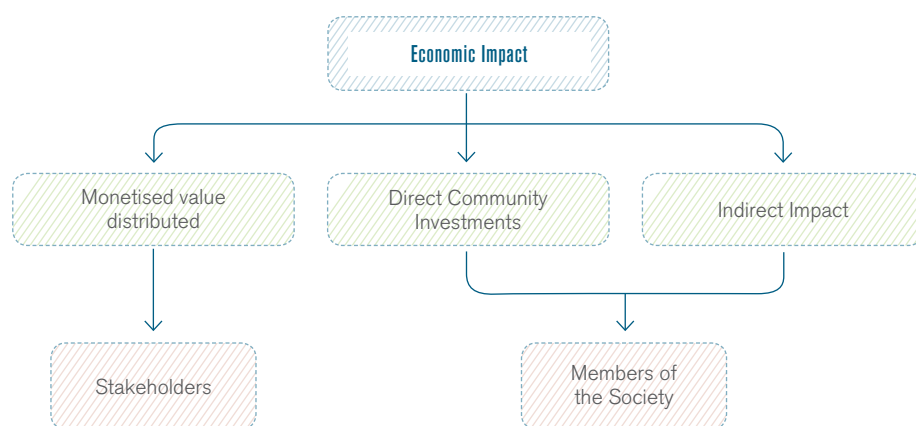 Economic Impact
Monetised value
distributed
Direct Community
Investments
Indirect Impact
Stakeholders
Members of
the Society